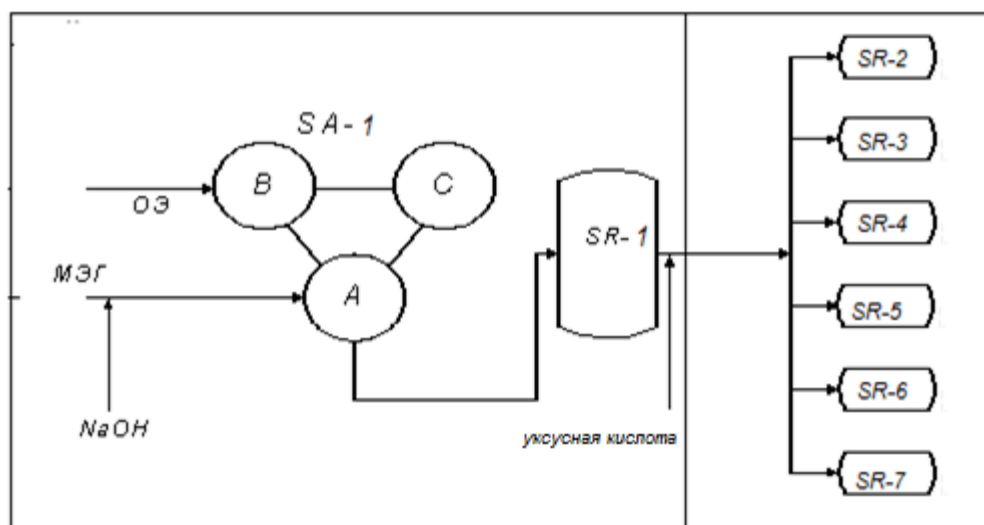 SA-1
B
C
ОЭ
МЭГ
A
NaOH
SR-1
уксусная кислота
SR-2
SR-3
SR-4
SR-5
SR-6
SR-7